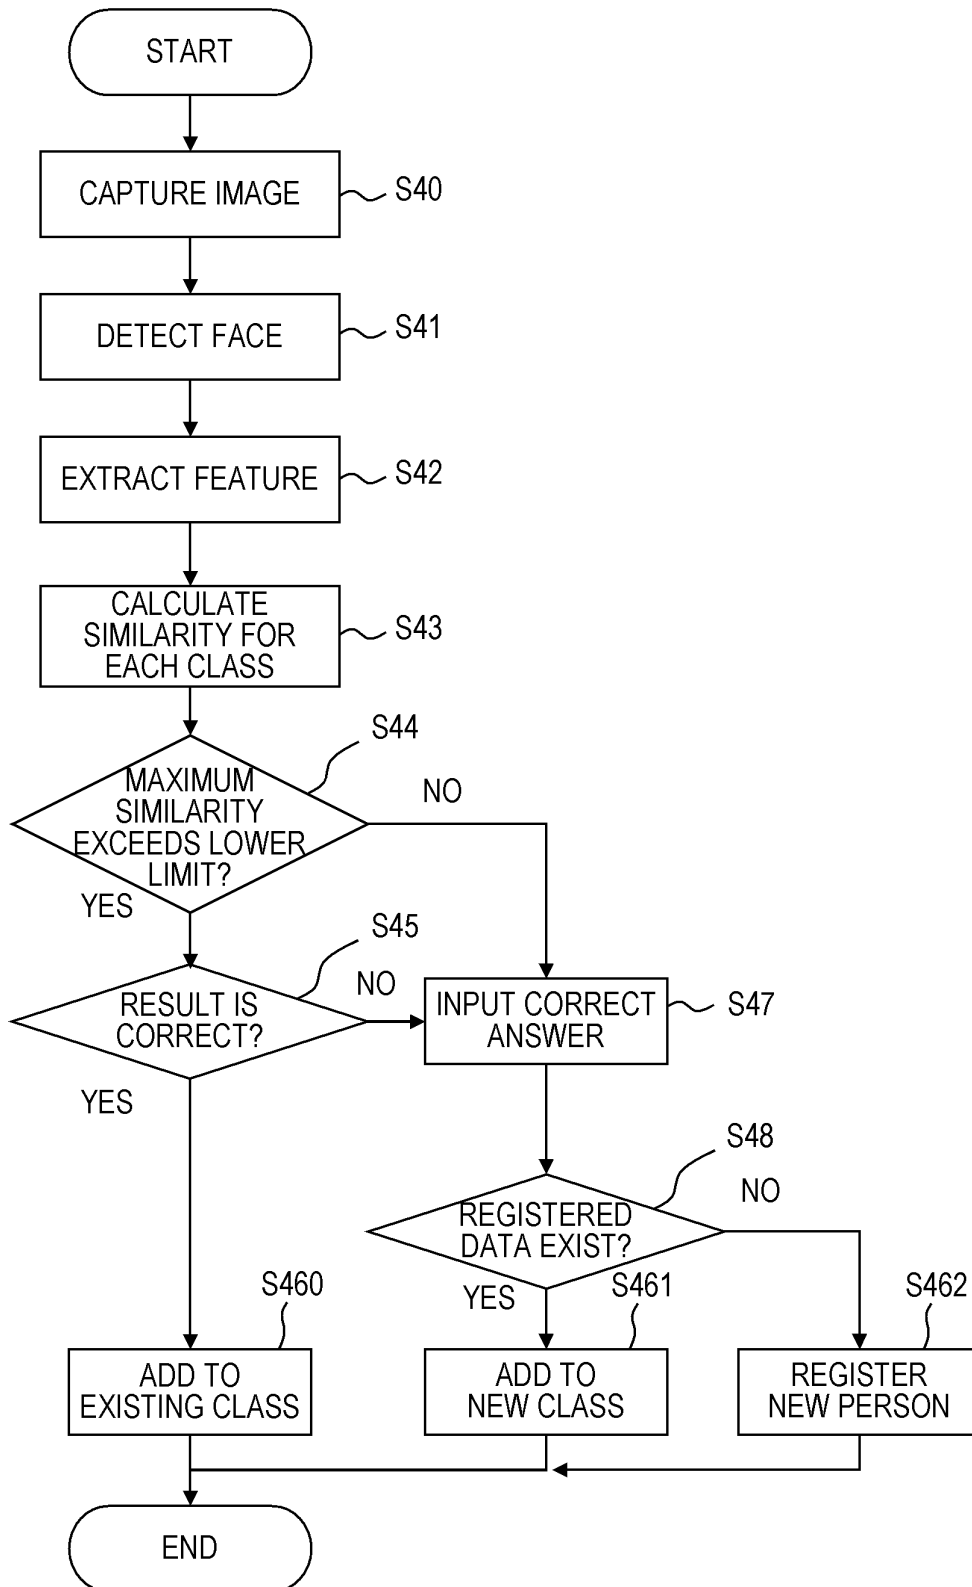 START
CAPTURE IMAGE
S40
DETECT FACE
S41
EXTRACT FEATURE
S42
CALCULATE
SIMILARITY FOR
EACH CLASS
S43
S44
MAXIMUM
SIMILARITY
EXCEEDS LOWER
LIMIT?
NO
YES
S45
RESULT IS
CORRECT?
NO
YES
INPUT CORRECT
ANSWER
S47
S48
REGISTERED
DATA EXIST?
NO
YES
S460
ADD TO
EXISTING CLASS
S461
ADD TO
NEW CLASS
S462
REGISTER
NEW PERSON
END